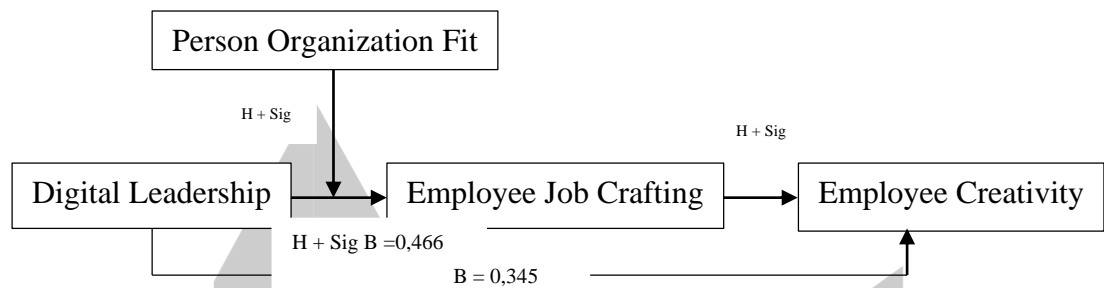 Person Organization Fit
H + Sig
H + Sig
Digital Leadership
Employee Job Crafting
Employee Creativity
H + Sig B =0,466
B = 0,345